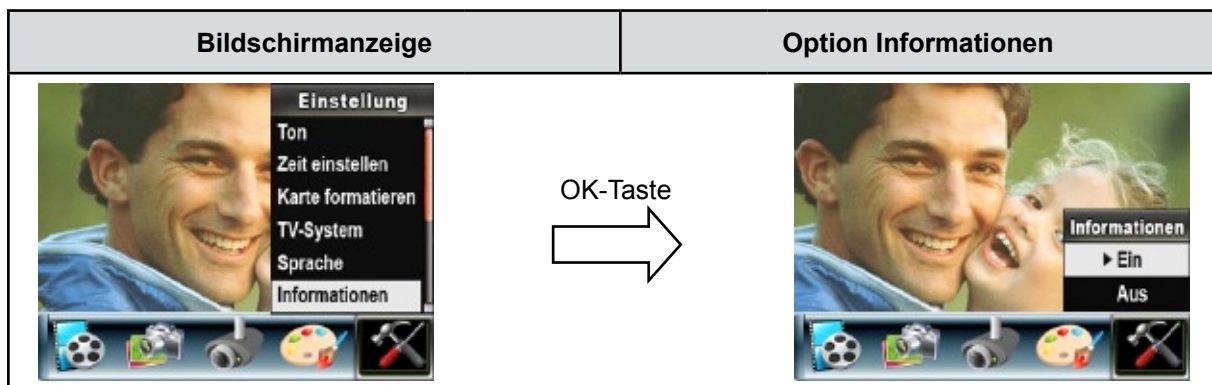 Bildschirmanzeige
Option Informationen
Einstellung
Ton
Zeit einstellen
Karte formatieren
TV-System
Sprache
Informationen
OK-Taste
Informationen
Ein
Aus